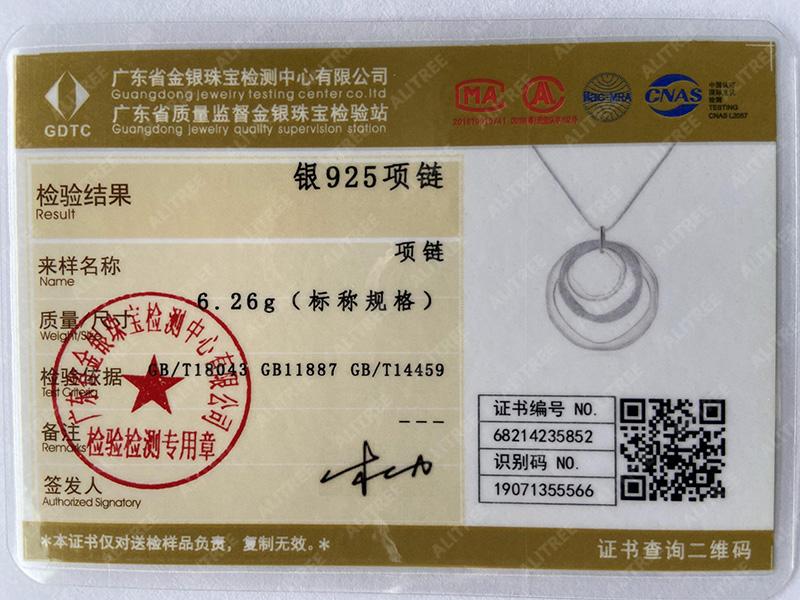 广东省金银珠宝检测中心有限公司
Guangdong jewelry testing center co.ltd
广东省质量监督金银珠宝检验站
Guangdong jewelry quality supervision station
GDTC
MA
AL
ilac-MRA
CNAS
TESTING
CNAS L2057
检验结果
Result
银925项链
来样名称
Name
项链
质量/尺寸
Weight/Size
6.26g（标称规格）
检验依据
Test Criteria
GB/T18043 GB11887 GB/T14459
备注
Remarks
---
签发人
Authorized Signatory
广东省金银珠宝检测中心有限公司
检验检测专用章
证书编号 NO.
68214235852
识别码 NO.
19071355566
*本证书仅对送检样品负责，复制无效。*
证书查询二维码
ALITREE